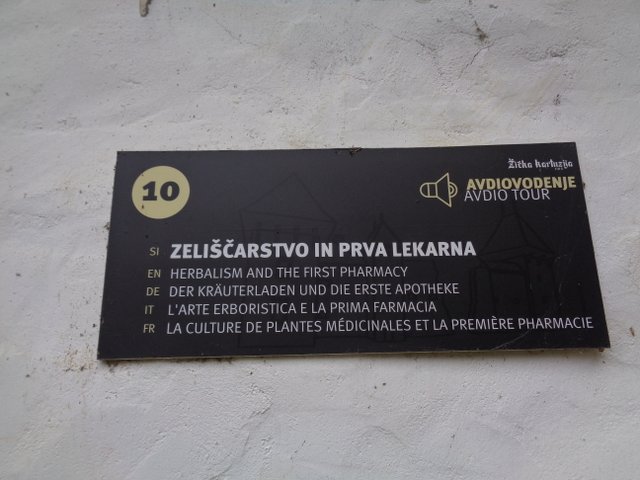 10
Žička kartuzija
AVDIOVODENJE
AVDIO TOUR
SI ZELIŠČARSTVO IN PRVA LEKARNA
EN HERBALISM AND THE FIRST PHARMACY
DE DER KRÄUTERLADEN UND DIE ERSTE APOTHEKE
IT L'ARTE ERBORISTICA E LA PRIMA FARMACIA
FR LA CULTURE DE PLANTES MÉDICINALES ET LA PREMIÈRE PHARMACIE